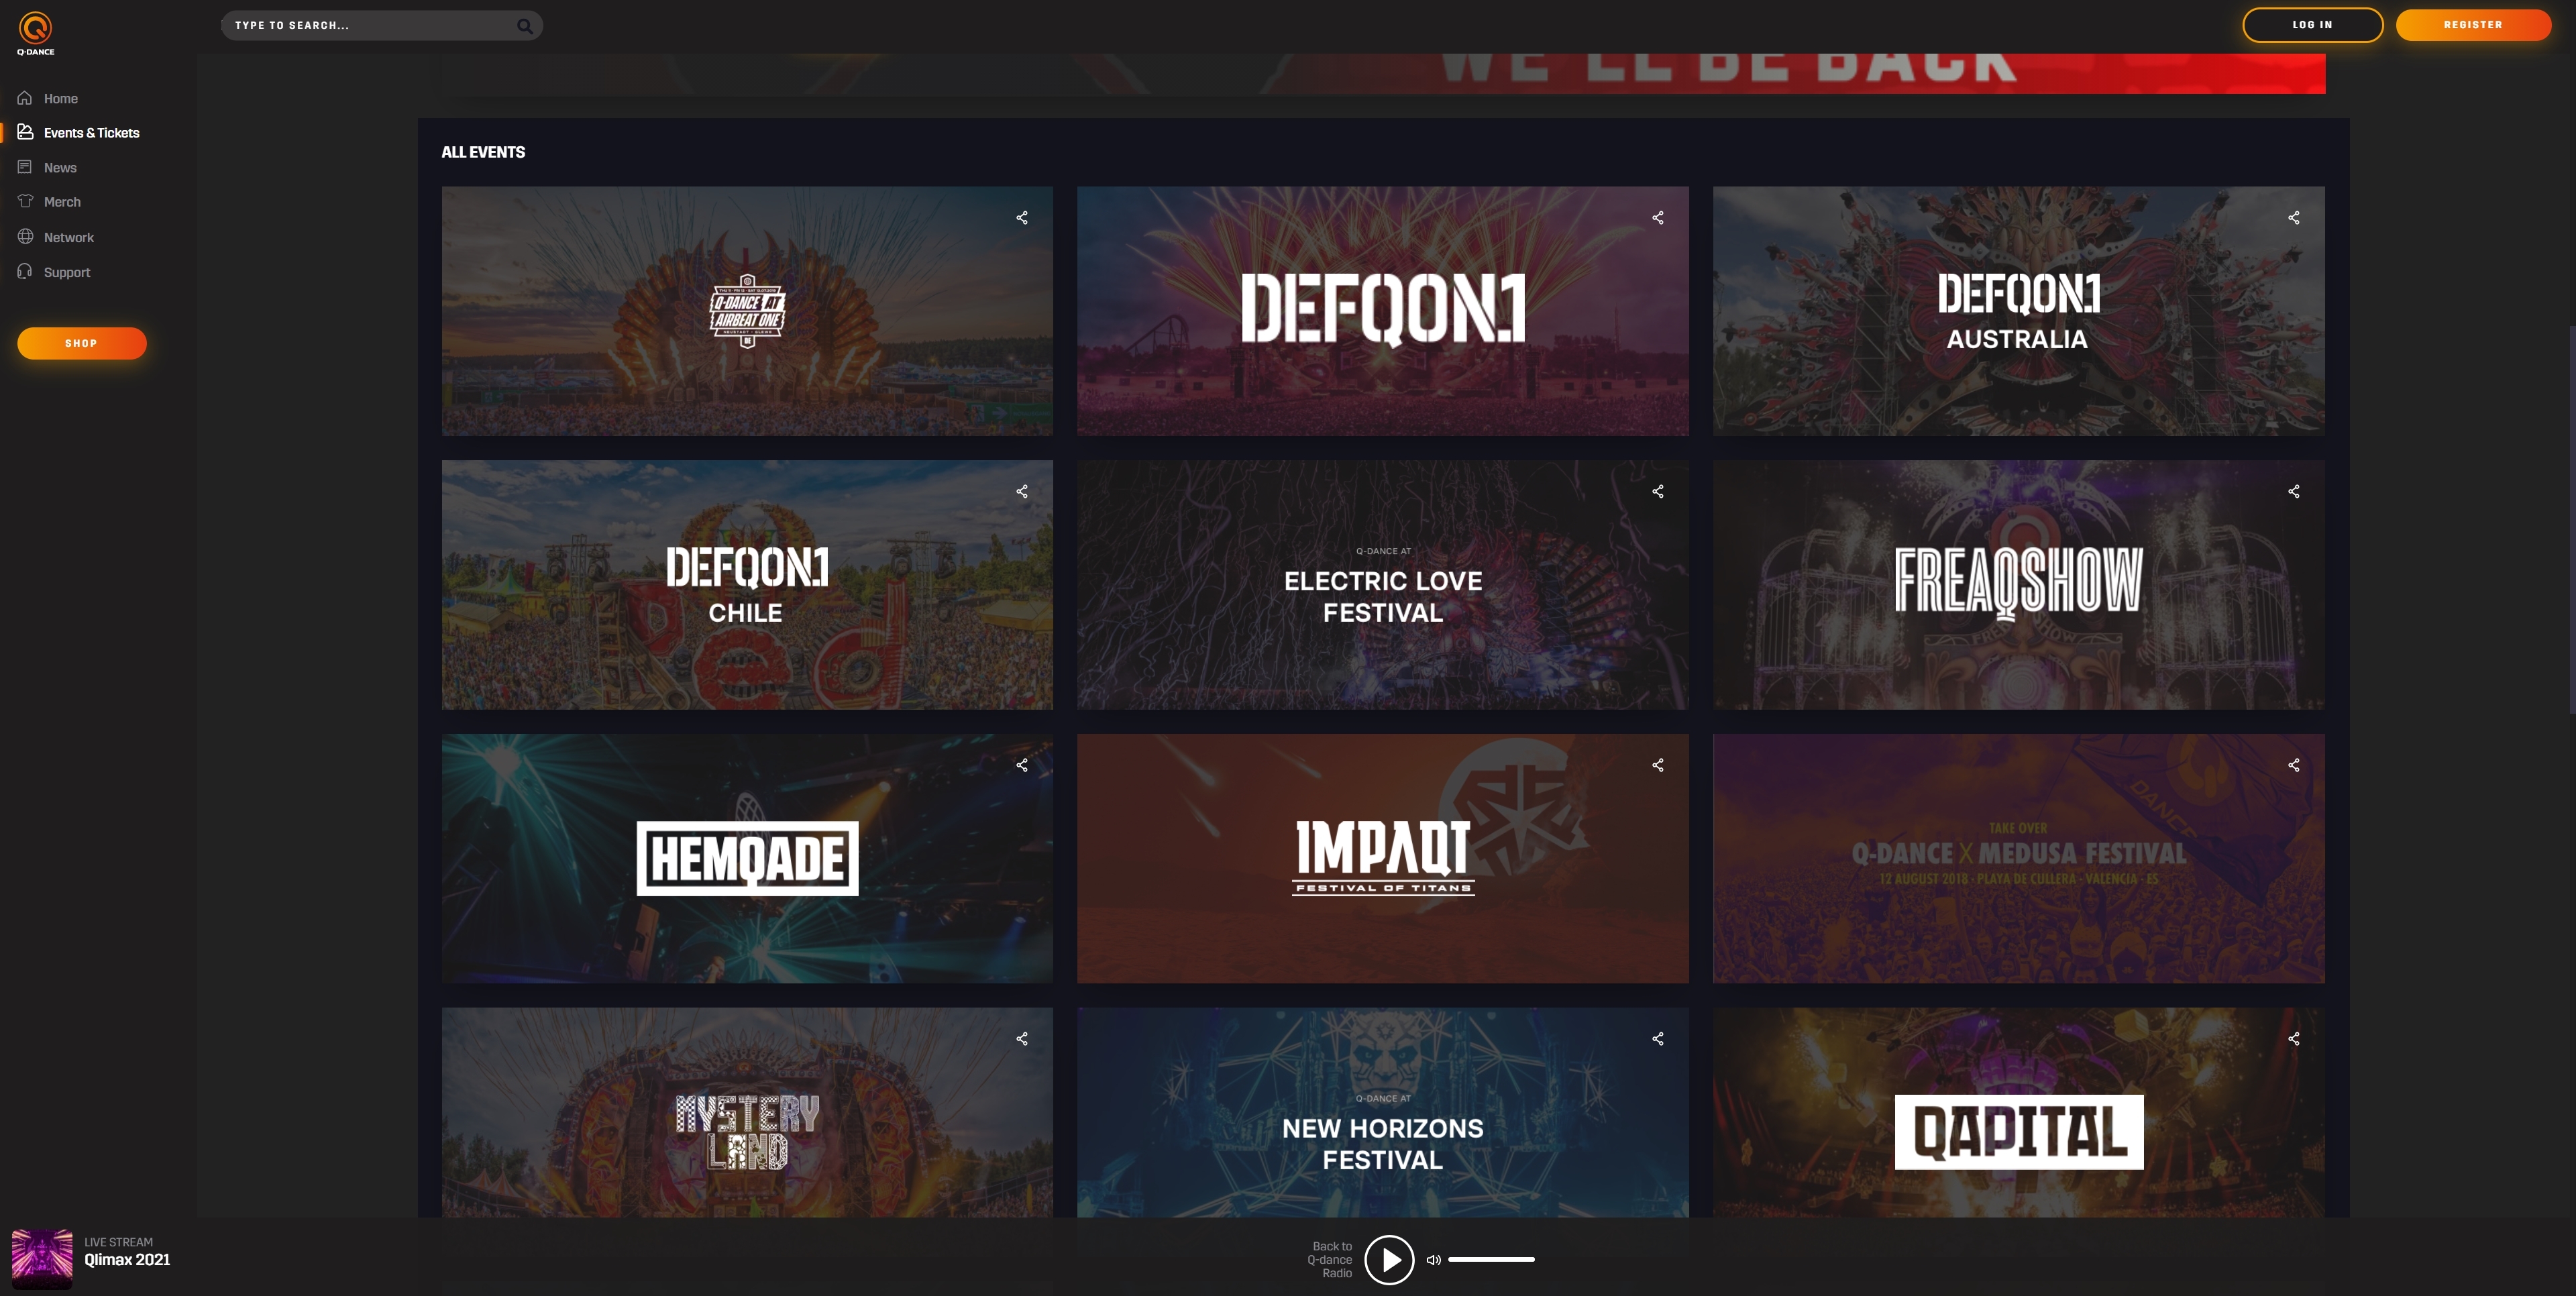 Q-DANCE
TYPE TO SEARCH...
LOG IN
REGISTER
Home
Events & Tickets
News
Merch
Network
Support
SHOP
WE'LL BE BACK
ALL EVENTS
Q-DANCE AT
AIRBEAT ONE
DE
DEFQON.1
DEFQON.1
AUSTRALIA
DEFQON.1
CHILE
Red
Q-DANCE AT
ELECTRIC LOVE
FESTIVAL
FREAQSHOW
HEMQADE
IMPAQT
FESTIVAL OF TITANS
DANCE
TAKE OVER
Q-DANCE X MEDUSA FESTIVAL
12 AUGUST 2018 - PLAYA DE CULLERA - VALENCIA - ES
MYSTERY
LAND
Q-DANCE AT
NEW HORIZONS
FESTIVAL
QAPITAL
LIVE STREAM
Qlimax 2021
Back to
Q-dance
Radio